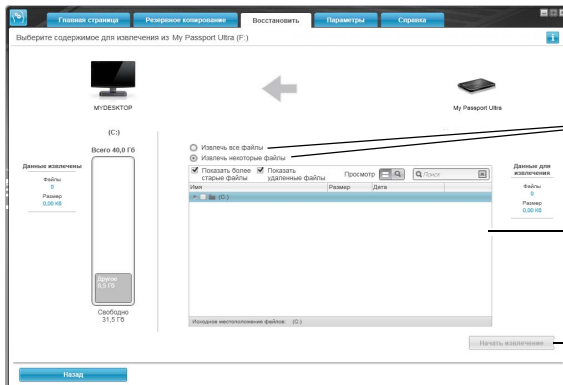 Главная страница
Резервное копирование
Восстановить
Параметры
Справка
Выберите содержимое для извлечения из My Passport Ultra (F:)
i
MYDESKTOP
My Passport Ultra
(C:)
Всего 40,0 Гб
Извлечь все файлы
Извлечь некоторые файлы
Данные извлечены
Файлы
0
Размер
0,00 Кб
Показать более старые файлы
Показать удаленные файлы
Просмотр
Поиск
Данные для извлечения
Файлы
0
Размер
0,00 Кб
Имя
Размер
Дата
(C:)
Другое
8,5 Гб
Свободно
31,5 Гб
Исходное местоположение файлов: (C:)
Начать извлечение
Назад